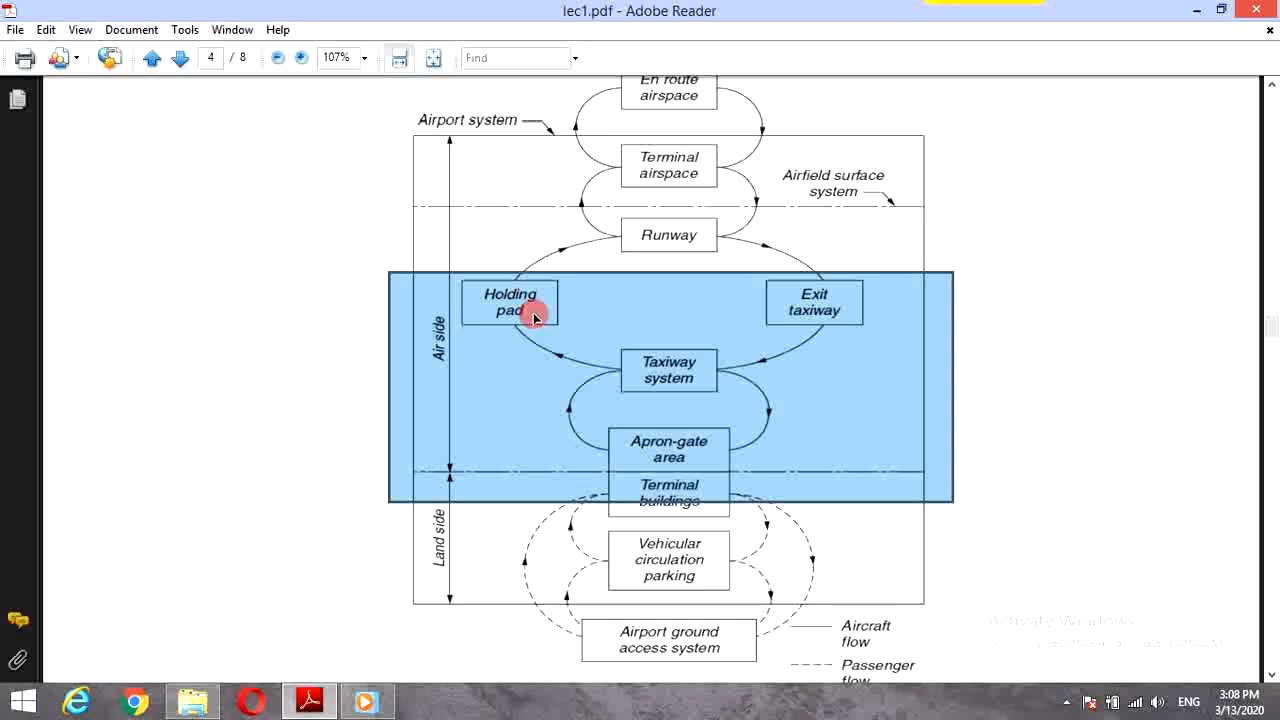 lec1.pdf - Adobe Reader
File Edit View Document Tools Window Help
4 / 8 107% Find
En route
airspace
Airport system
Terminal
airspace
Airfield surface
system
Runway
Holding
pad
Exit
taxiway
Air side
Taxiway
system
Apron-gate
area
Terminal
buildings
Land side
Vehicular
circulation
parking
Airport ground
access system
Aircraft
flow
Passenger
flow
Activate Windows
ENG
3:08 PM
3/13/2020